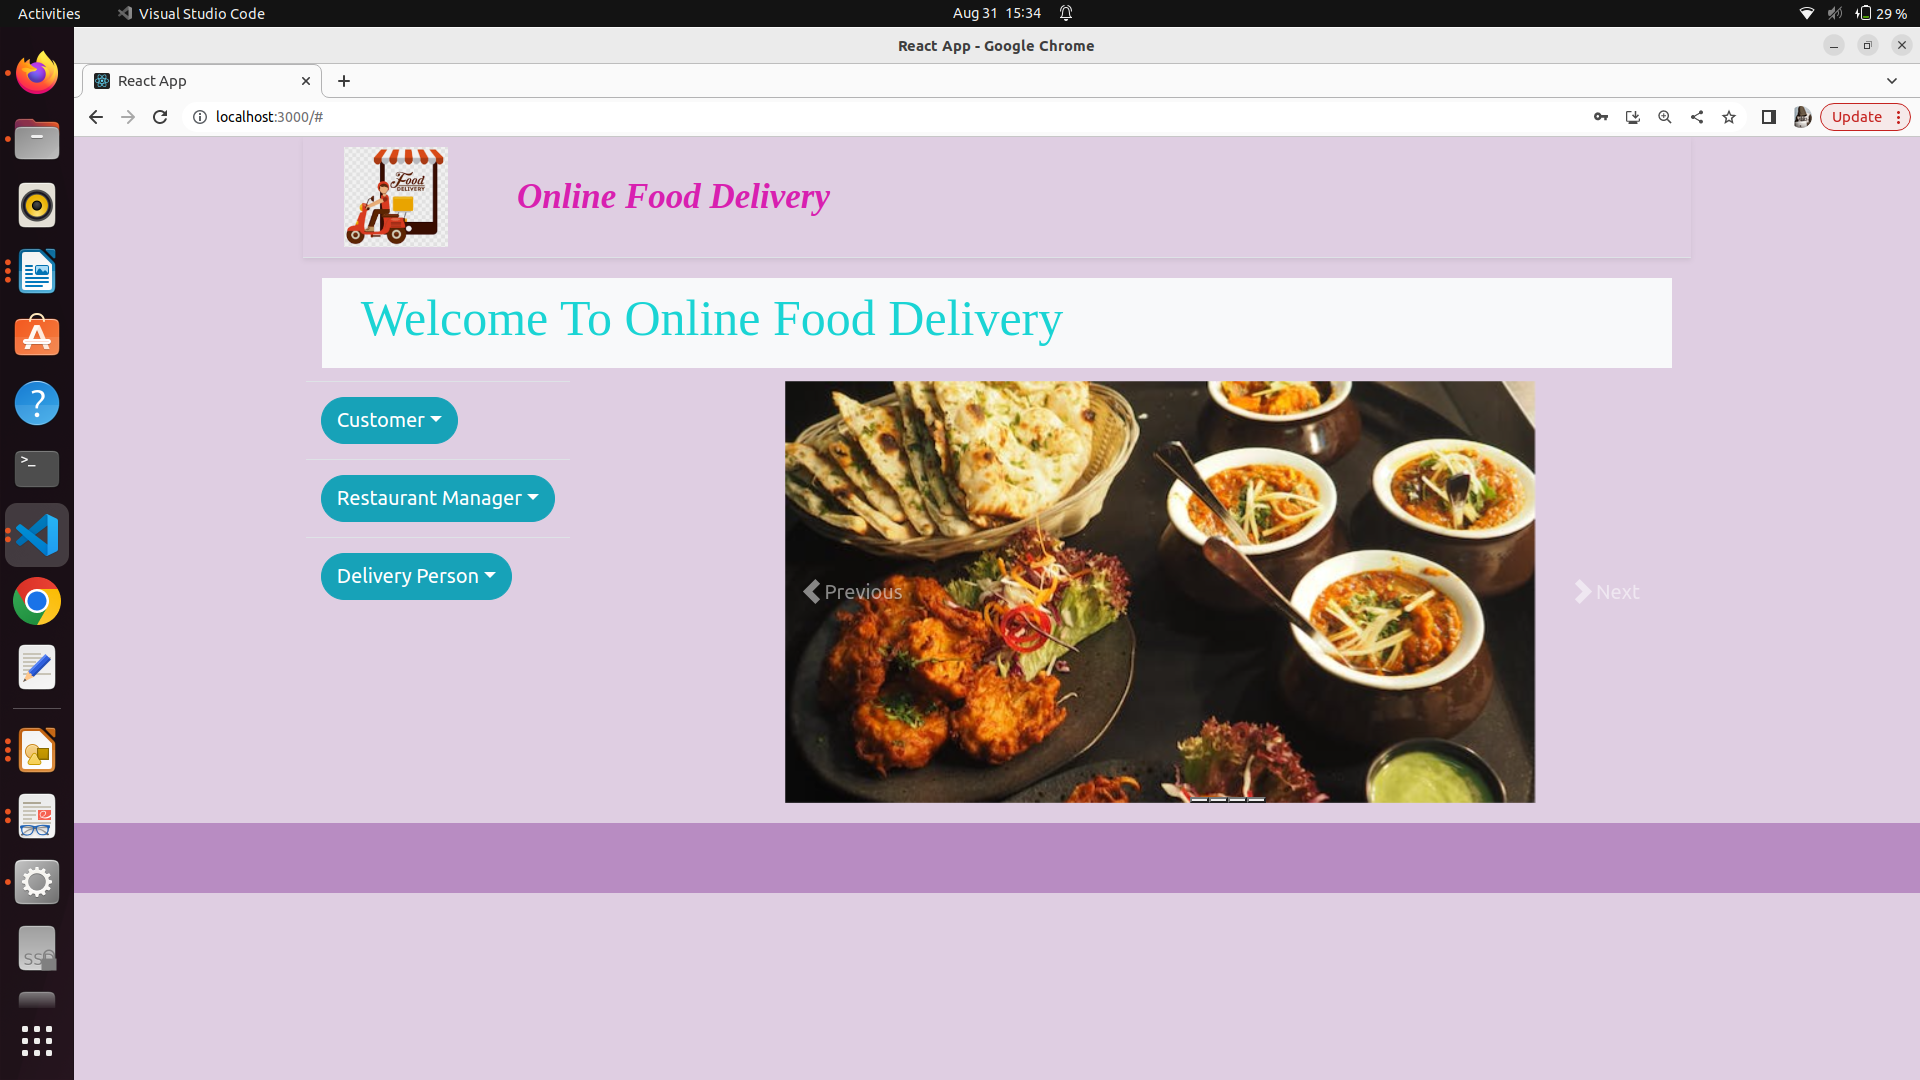 Activities
Visual Studio Code
Aug 31 15:34
29 %
React App - Google Chrome
React App
localhost:3000/#
Update
Food
DELIVERY
Online Food Delivery
Welcome To Online Food Delivery
Customer
Restaurant Manager
Delivery Person
Previous
Next